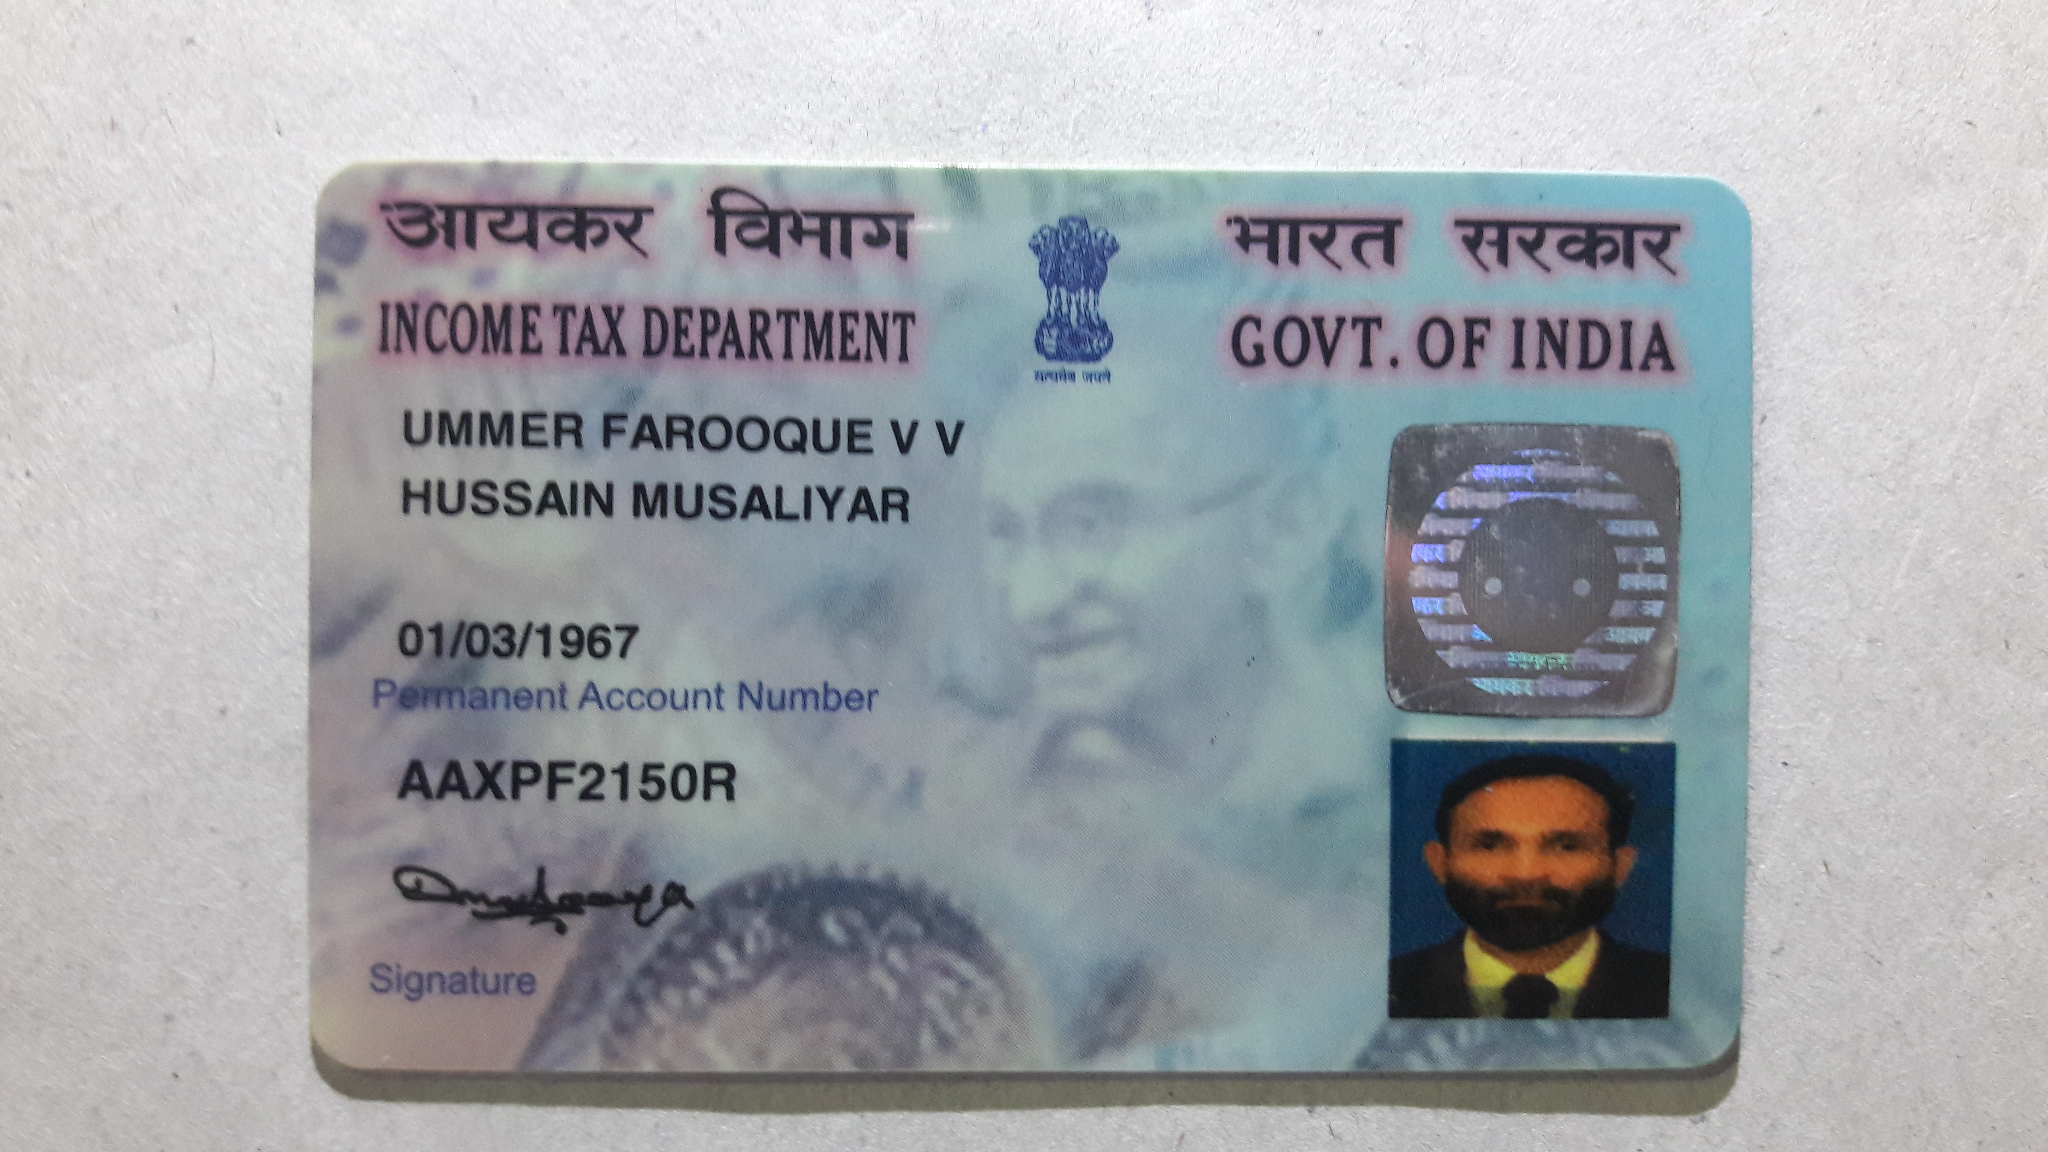 आयकर विभाग
INCOME TAX DEPARTMENT
सत्यमेव जयते
भारत सरकार
GOVT. OF INDIA
UMMER FAROOQUE V V
HUSSAIN MUSALIYAR
01/03/1967
Permanent Account Number
AAXPF2150R
Signature